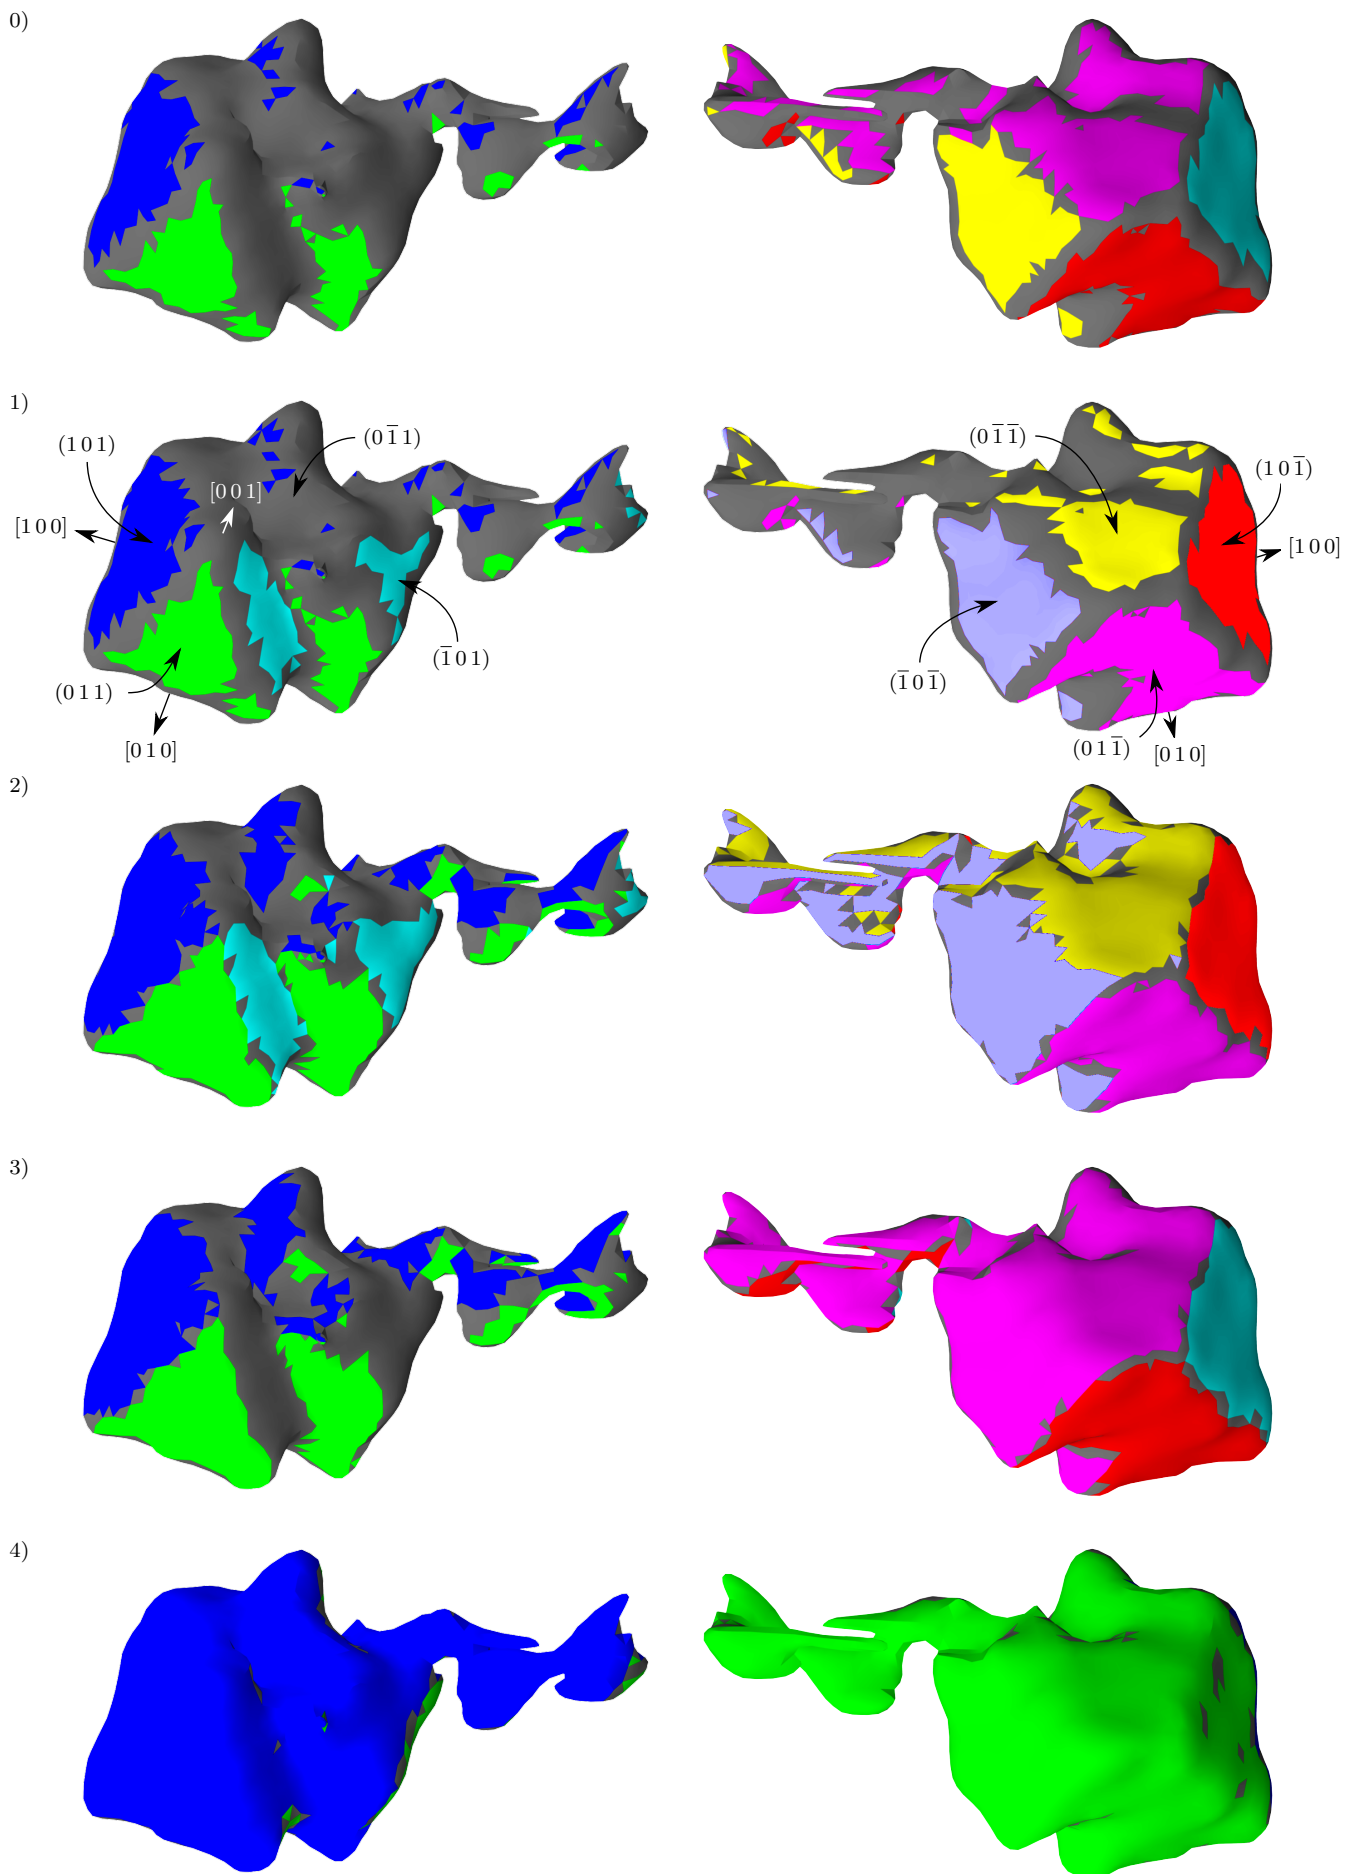 0)
1)
(1 0 1)
(0 1̅ 1)
[0 0 1]
[1 0 0]
(1̅ 0 1)
(0 1 1)
[0 1 0]
(0 1̅ 1̅)
(1 0 1̅)
[1 0 0]
(1̅ 0 1̅)
(0 1 1̅)
[0 1 0]
2)
3)
4)